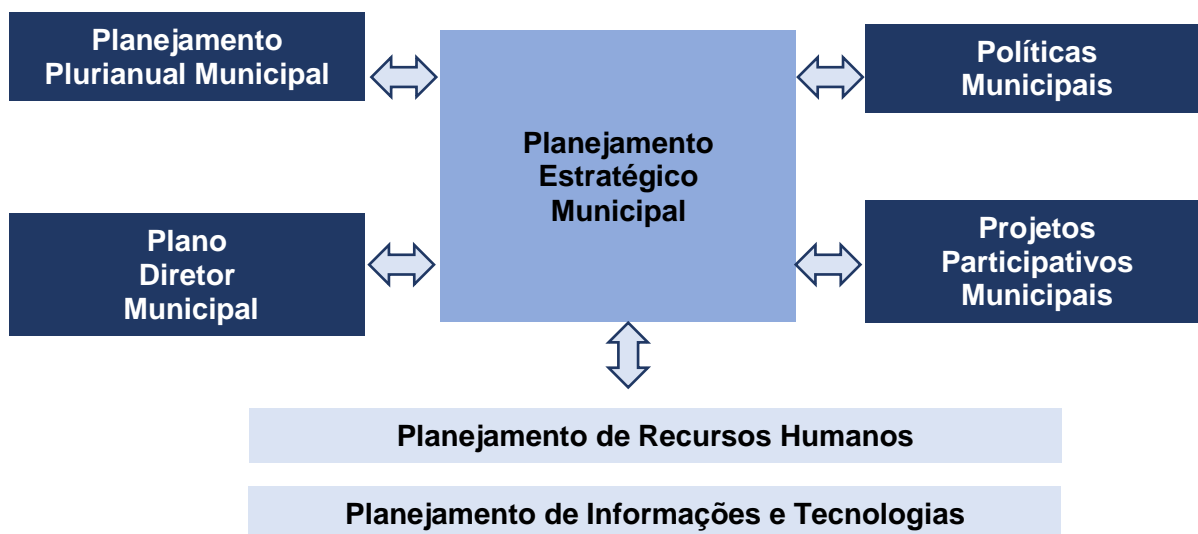 Planejamento
Plurianual Municipal
Políticas
Municipais
Planejamento
Estratégico
Municipal
Plano
Diretor
Municipal
Projetos
Participativos
Municipais
Planejamento de Recursos Humanos
Planejamento de Informações e Tecnologias